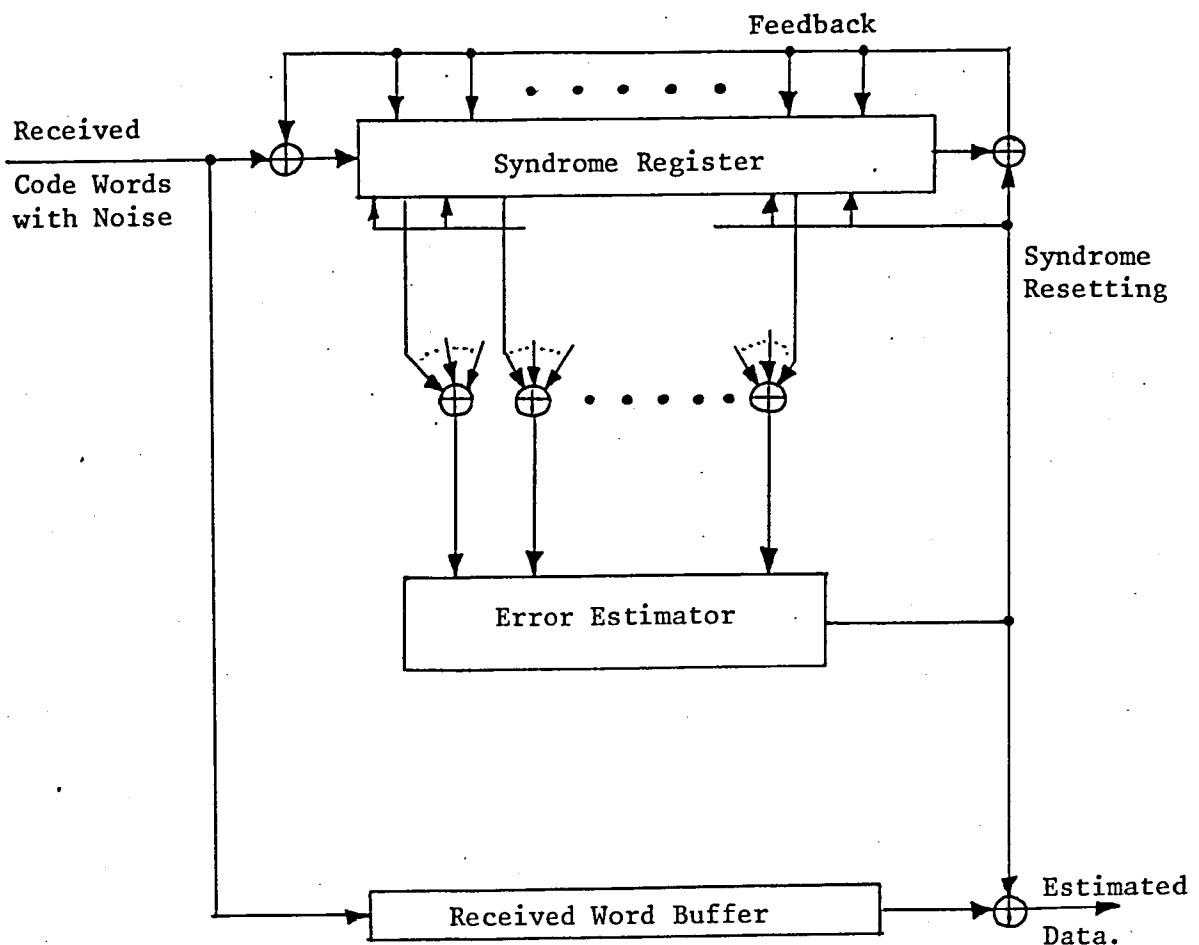 Feedback
Received
Code Words
with Noise
Syndrome Register
Syndrome
Resetting
Error Estimator
Received Word Buffer
Estimated
Data.